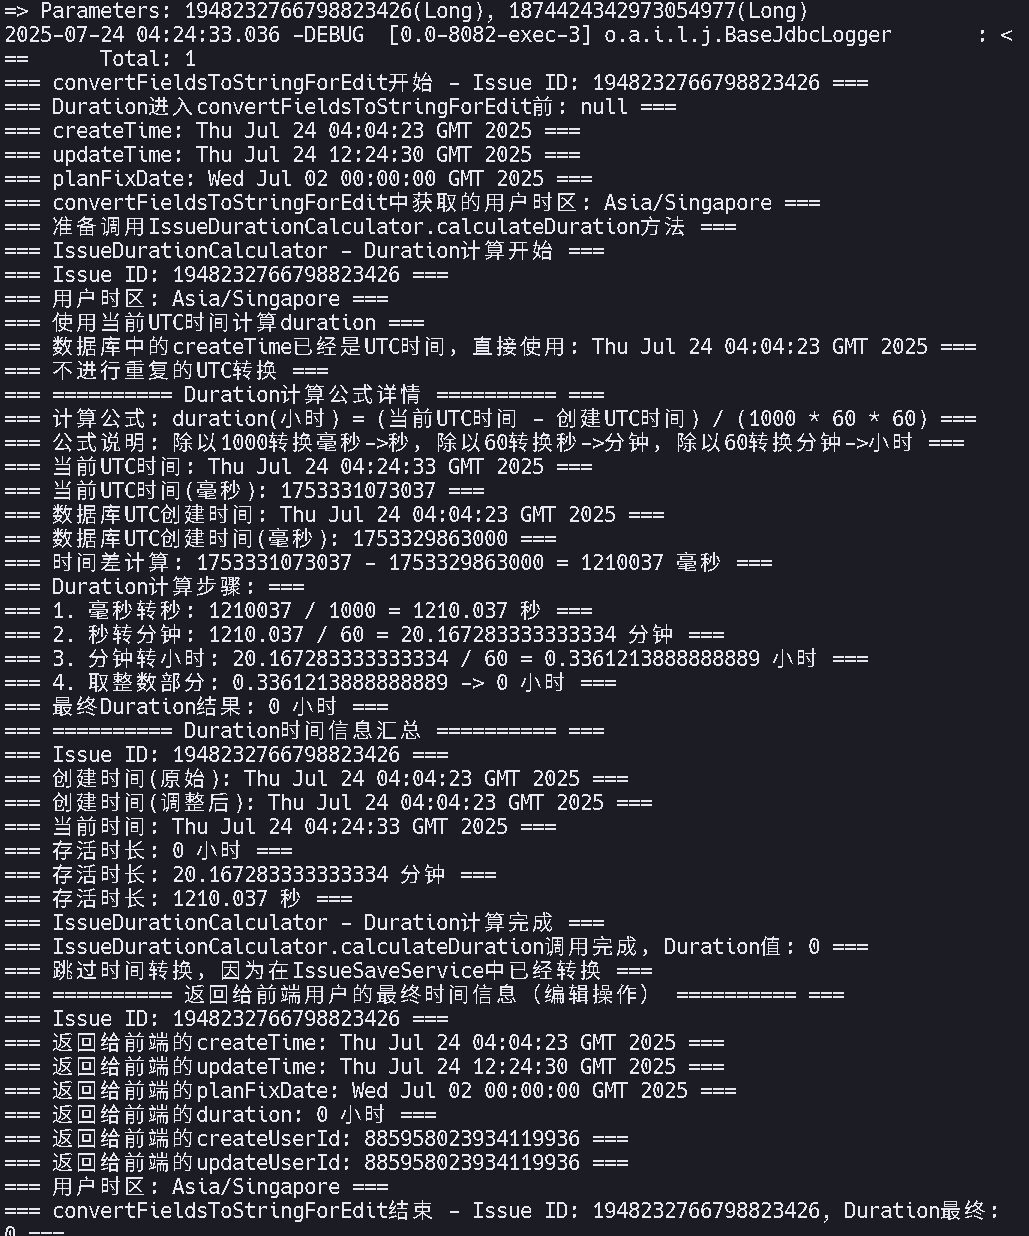 => Parameters: 1948232766798823426(Long), 1874424342973054977(Long)
2025-07-24 04:24:33.036 -DEBUG  [0.0-8082-exec-3] o.a.i.l.j.BaseJdbcLogger       : <
==      Total: 1
=== convertFieldsToStringForEdit开始 - Issue ID: 1948232766798823426 ===
=== Duration进入convertFieldsToStringForEdit前: null ===
=== createTime: Thu Jul 24 04:04:23 GMT 2025 ===
=== updateTime: Thu Jul 24 12:24:30 GMT 2025 ===
=== planFixDate: Wed Jul 02 00:00:00 GMT 2025 ===
=== convertFieldsToStringForEdit中获取的用户时区: Asia/Singapore ===
=== 准备调用IssueDurationCalculator.calculateDuration方法 ===
=== IssueDurationCalculator - Duration计算开始 ===
=== Issue ID: 1948232766798823426 ===
=== 用户时区: Asia/Singapore ===
=== 使用当前UTC时间计算duration ===
=== 数据库中的createTime已经是UTC时间, 直接使用: Thu Jul 24 04:04:23 GMT 2025 ===
=== 不进行重复的UTC转换 ===
=== ========== Duration计算公式详情 ========== ===
=== 计算公式: duration(小时) = (当前UTC时间 - 创建UTC时间) / (1000 * 60 * 60) ===
=== 公式说明: 除以1000转换毫秒->秒, 除以60转换秒->分钟, 除以60转换分钟->小时 ===
=== 当前UTC时间: Thu Jul 24 04:24:33 GMT 2025 ===
=== 当前UTC时间(毫秒): 1753331073037 ===
=== 数据库UTC创建时间: Thu Jul 24 04:04:23 GMT 2025 ===
=== 数据库UTC创建时间(毫秒): 1753329863000 ===
=== 时间差计算: 1753331073037 - 1753329863000 = 1210037 毫秒 ===
=== Duration计算步骤: ===
=== 1. 毫秒转秒: 1210037 / 1000 = 1210.037 秒 ===
=== 2. 秒转分钟: 1210.037 / 60 = 20.167283333333334 分钟 ===
=== 3. 分钟转小时: 20.167283333333334 / 60 = 0.3361213888888889 小时 ===
=== 4. 取整数部分: 0.3361213888888889 -> 0 小时 ===
=== 最终Duration结果: 0 小时 ===
=== ========== Duration时间信息汇总 ========== ===
=== Issue ID: 1948232766798823426 ===
=== 创建时间(原始): Thu Jul 24 04:04:23 GMT 2025 ===
=== 创建时间(调整后): Thu Jul 24 04:04:23 GMT 2025 ===
=== 当前时间: Thu Jul 24 04:24:33 GMT 2025 ===
=== 存活时长: 0 小时 ===
=== 存活时长: 20.167283333333334 分钟 ===
=== 存活时长: 1210.037 秒 ===
=== IssueDurationCalculator - Duration计算完成 ===
=== IssueDurationCalculator.calculateDuration调用完成, Duration值: 0 ===
=== 跳过时间转换, 因为在IssueSaveService中已经转换 ===
=== ========== 返回给前端用户的最终时间信息（编辑操作） ========== ===
=== Issue ID: 1948232766798823426 ===
=== 返回给前端的createTime: Thu Jul 24 04:04:23 GMT 2025 ===
=== 返回给前端的updateTime: Thu Jul 24 12:24:30 GMT 2025 ===
=== 返回给前端的planFixDate: Wed Jul 02 00:00:00 GMT 2025 ===
=== 返回给前端的duration: 0 小时 ===
=== 返回给前端的createUserId: 885958023934119936 ===
=== 返回给前端的updateUserId: 885958023934119936 ===
=== 用户时区: Asia/Singapore ===
=== convertFieldsToStringForEdit结束 - Issue ID: 1948232766798823426, Duration最终:
0 ===